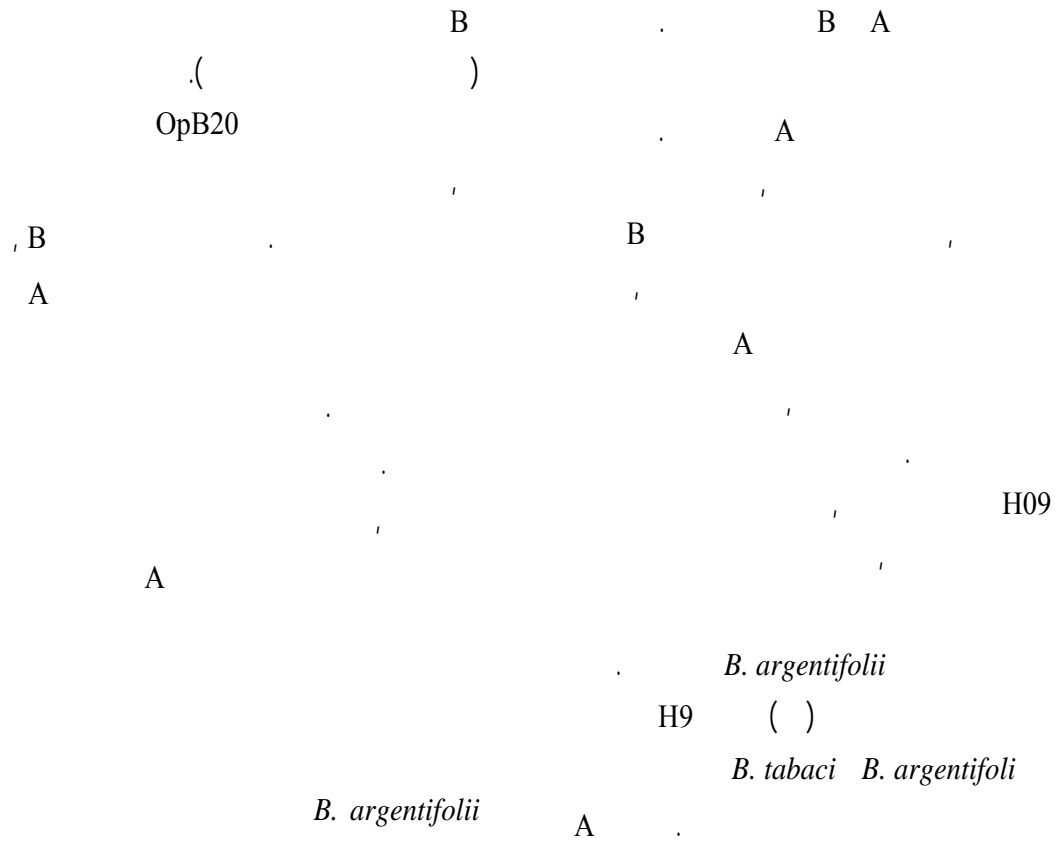 B . B A
.( )
OpB20 . A
, ,
, B . B ,
A ,
A
. ,
. .
, , H09
A ,
. B. argentifolii
H9 ( )
B. tabaci B. argentifoli
B. argentifolii A .